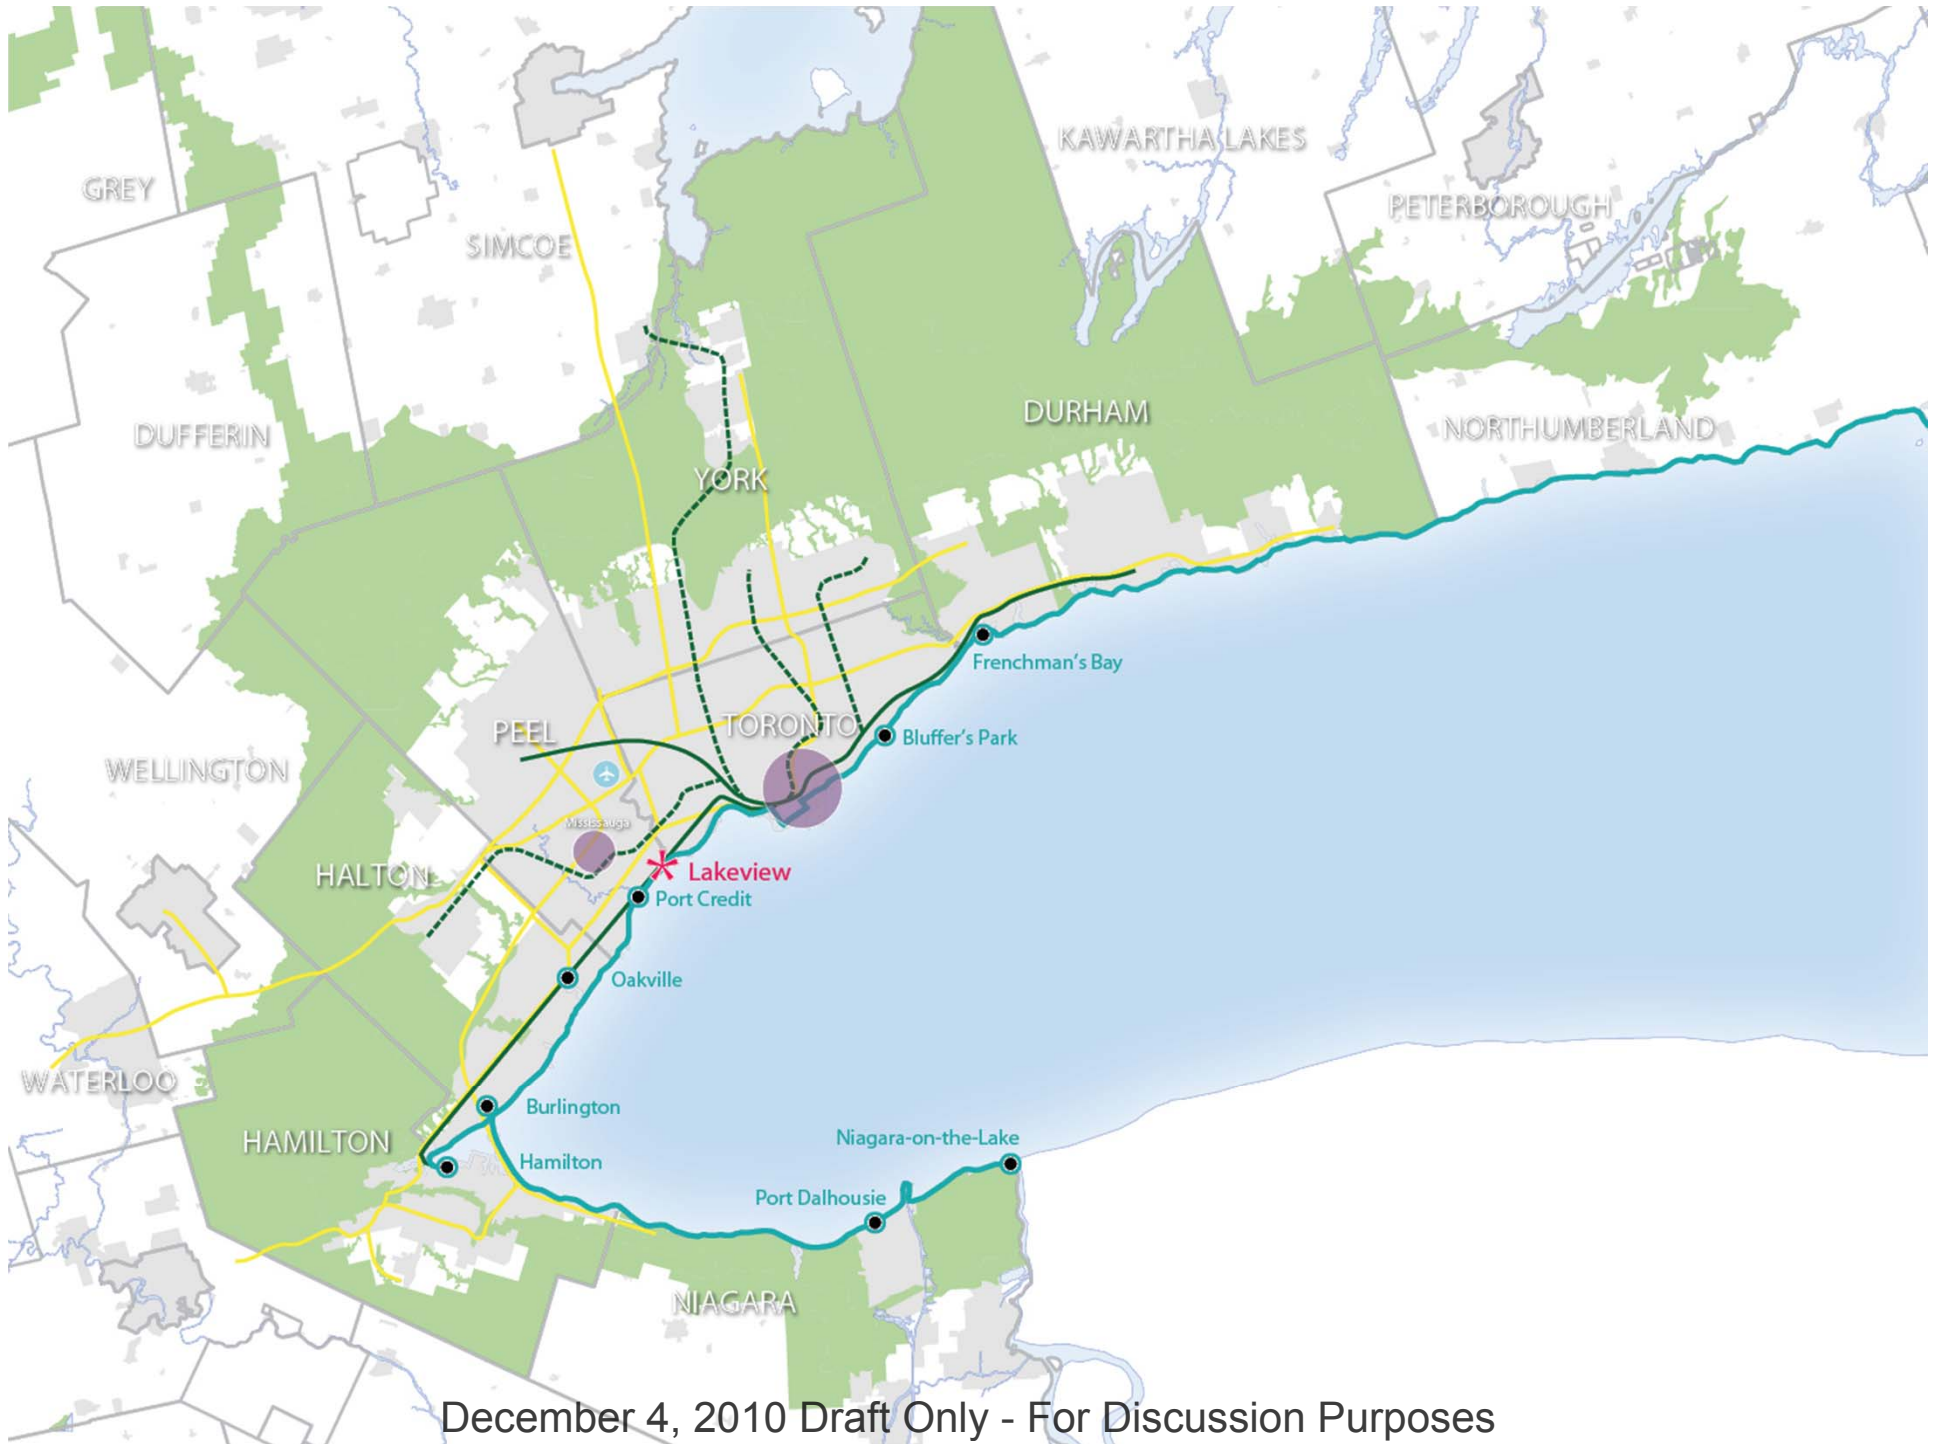 KAWARTHA LAKES
GREY
PETERBOROUGH
SIMCOE
DURHAM
NORTHUMBERLAND
DUFFERIN
YORK
Frenchman's Bay
TORONTO
PEEL
Bluffer's Park
WELLINGTON
Mississauga
Lakeview
HALTON
Port Credit
Oakville
WATERLOO
Burlington
HAMILTON
Niagara-on-the-Lake
Hamilton
Port Dalhousie
NIAGARA
December 4, 2010 Draft Only - For Discussion Purposes